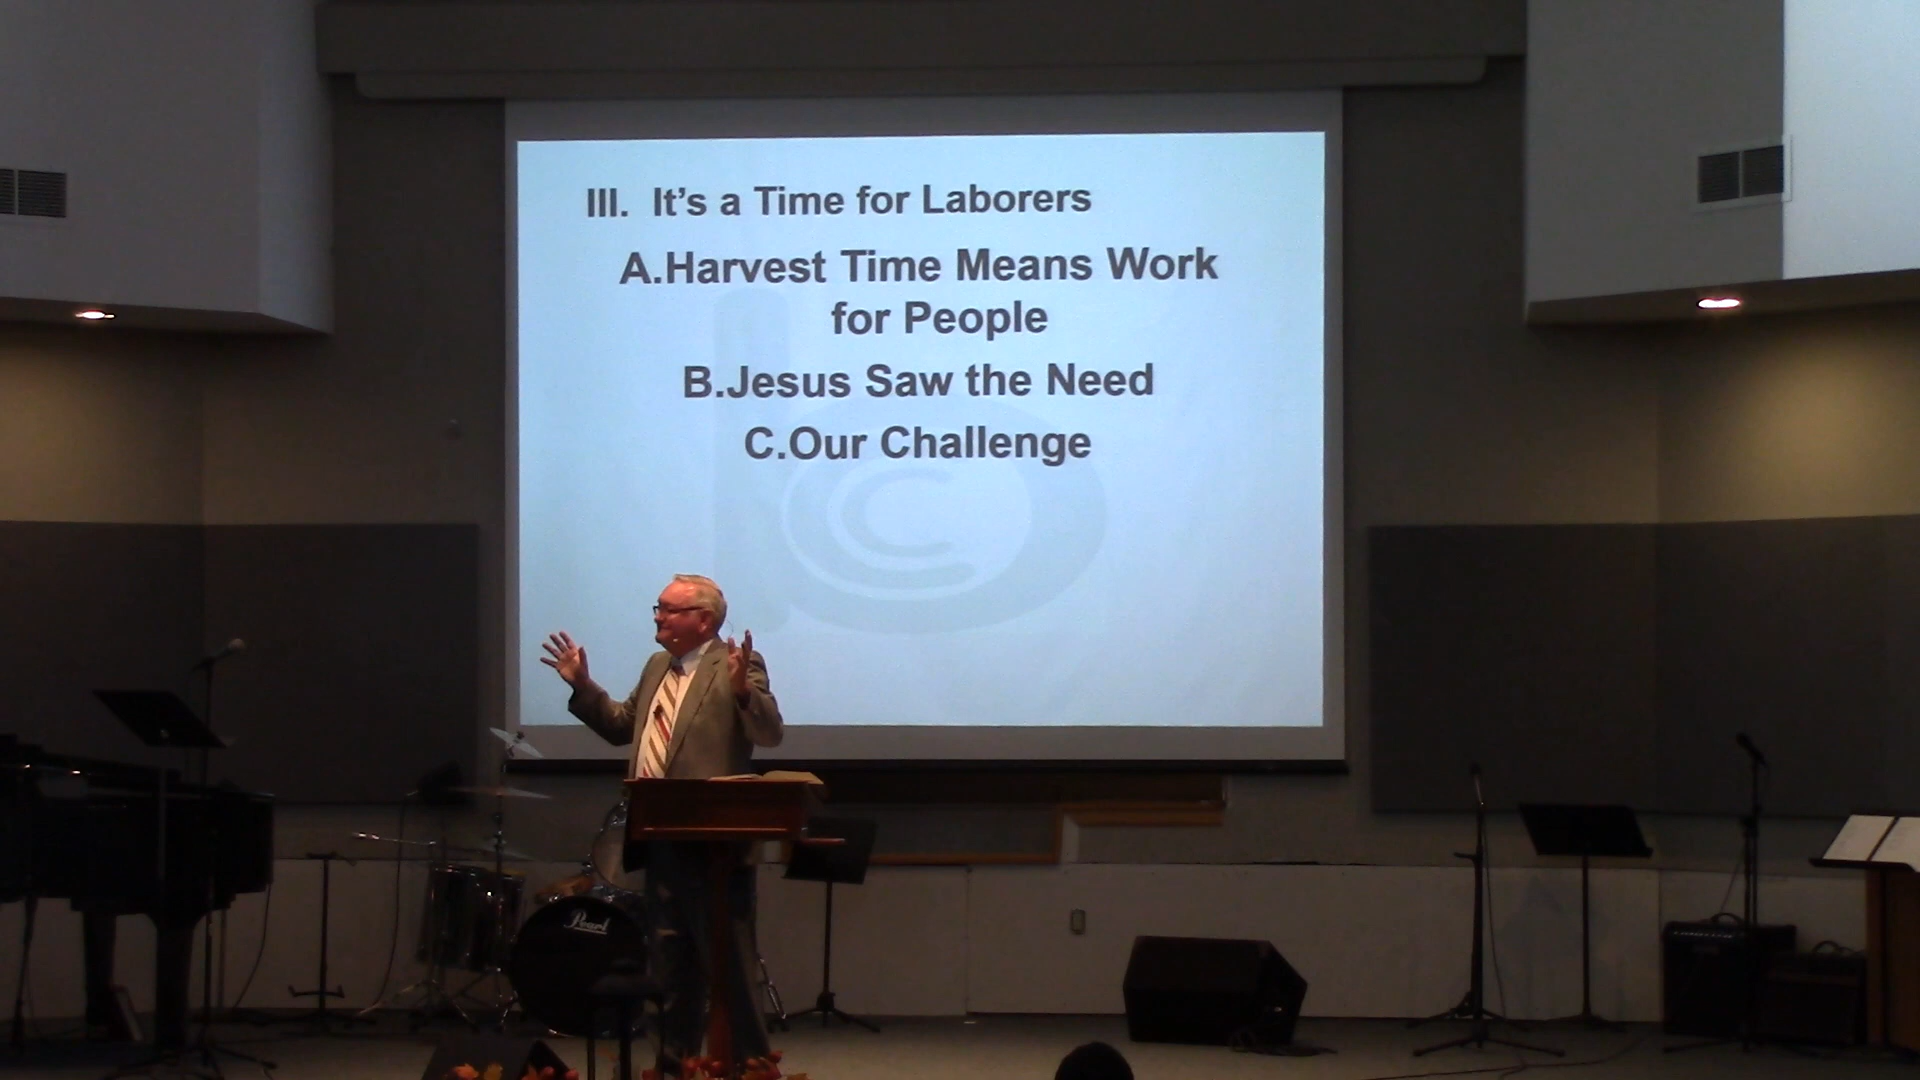 III. It's a Time for Laborers
A.Harvest Time Means Work
for People
B.Jesus Saw the Need
C.Our Challenge
Pearl